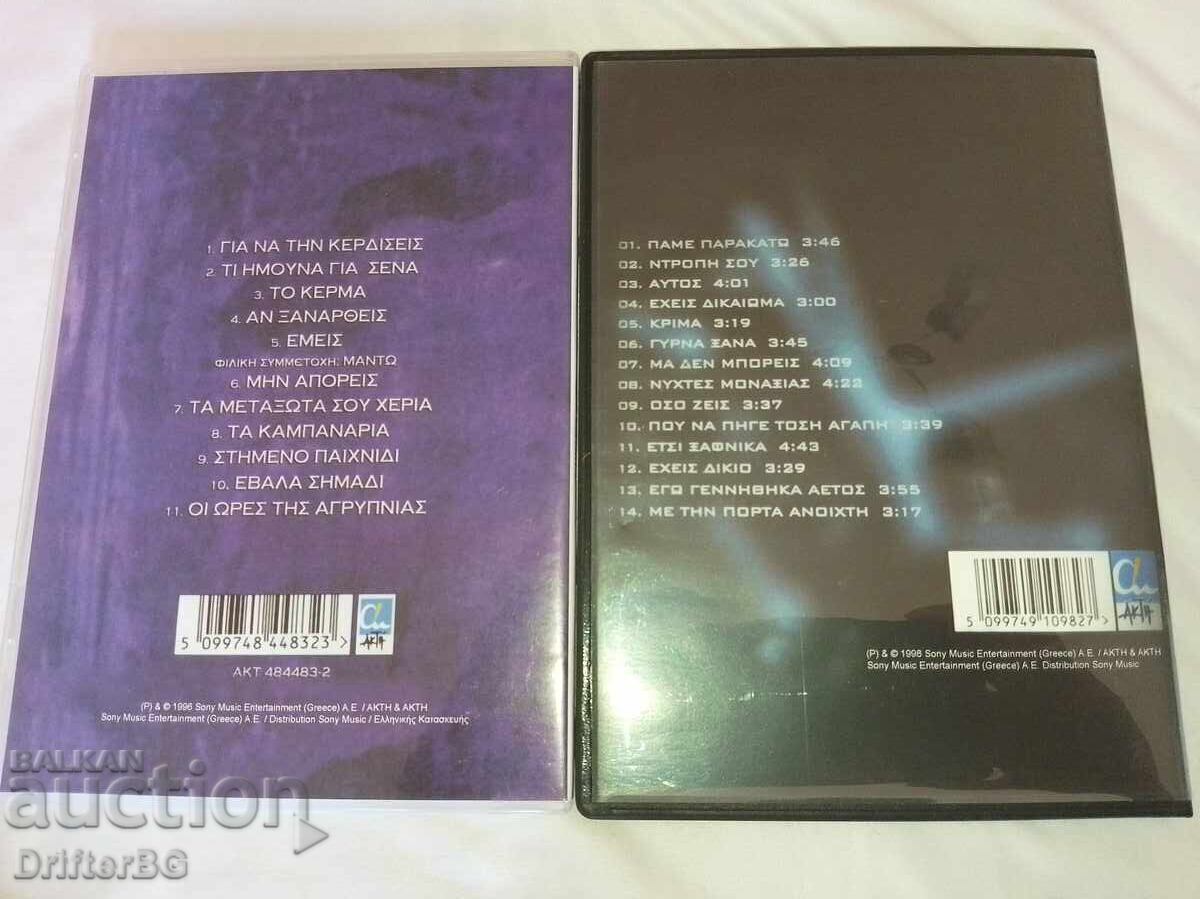 1. ΓΙΑ ΝΑ ΤΗΝ ΚΕΡΔΙΣΕΙΣ
2. ΤΙ ΗΜΟΥΝΑ ΓΙΑ ΣΕΝΑ
3. ΤΟ ΚΕΡΜΑ
4. ΑΝ ΞΑΝΑΡΘΕΙΣ
5. ΕΜΕΙΣ
ΦΙΛΙΚΗ ΣΥΜΜΕΤΟΧΗ: ΜΑΝΤΩ
6. ΜΗΝ ΑΠΟΡΕΙΣ
7. ΤΑ ΜΕΤΑΞΩΤΑ ΣΟΥ ΧΕΡΙΑ
8. ΤΑ ΚΑΜΠΑΝΑΡΙΑ
9. ΣΤΗΜΕΝΟ ΠΑΙΧΝΙΔΙ
10. ΕΒΑΛΑ ΣΗΜΑΔΙ
11. ΟΙ ΩΡΕΣ ΤΗΣ ΑΓΡΥΠΝΙΑΣ
5 099748 448323 >
ΑΚΤΗ
AKT 484483-2
(P) & © 1996 Sony Music Entertainment (Greece) A.E. / AKTH & AKTH
Sony Music Entertainment (Greece) A.E. / Distribution Sony Music / Ελληνικής Κατασκευής
01. ΠΑΜΕ ΠΑΡΑΚΑΤΩ 3:46
02. ΝΤΡΟΠΗ ΣΟΥ 3:26
03. ΑΥΤΟΣ 4:01
04. ΕΧΕΙΣ ΔΙΚΑΙΩΜΑ 3:00
05. ΚΡΙΜΑ 3:19
06. ΓΥΡΝΑ ΞΑΝΑ 3:45
07. ΜΑ ΔΕΝ ΜΠΟΡΕΙΣ 4:09
08. ΝΥΧΤΕΣ ΜΟΝΑΞΙΑΣ 4:22
09. ΟΣΟ ΖΕΙΣ 3:37
10. ΠΟΥ ΝΑ ΠΗΓΕ ΤΟΣΗ ΑΓΑΠΗ 3:39
11. ΕΤΣΙ ΞΑΦΝΙΚΑ 4:43
12. ΕΧΕΙΣ ΔΙΚΙΟ 3:29
13. ΕΓΩ ΓΕΝΝΗΘΗΚΑ ΑΕΤΟΣ 3:55
14. ΜΕ ΤΗΝ ΠΟΡΤΑ ΑΝΟΙΧΤΗ 3:17
5 099749 109827 >
ΑΚΤΗ
(P) & © 1998 Sony Music Entertainment (Greece) A.E. / AKTH & AKTH
Sony Music Entertainment (Greece) A.E. Distribution Sony Music
BALKAN
auction
DrifterBG